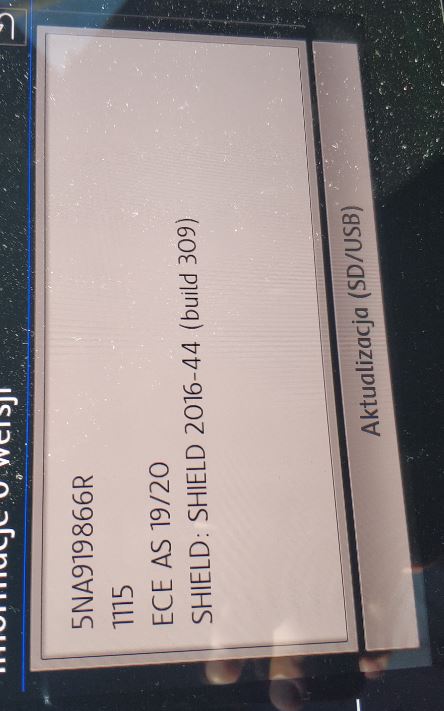 Informacje o wersji
5NA919866R
1115
ECE AS 19/20
SHIELD: SHIELD 2016-44 (build 309)
Aktualizacja (SD/USB)